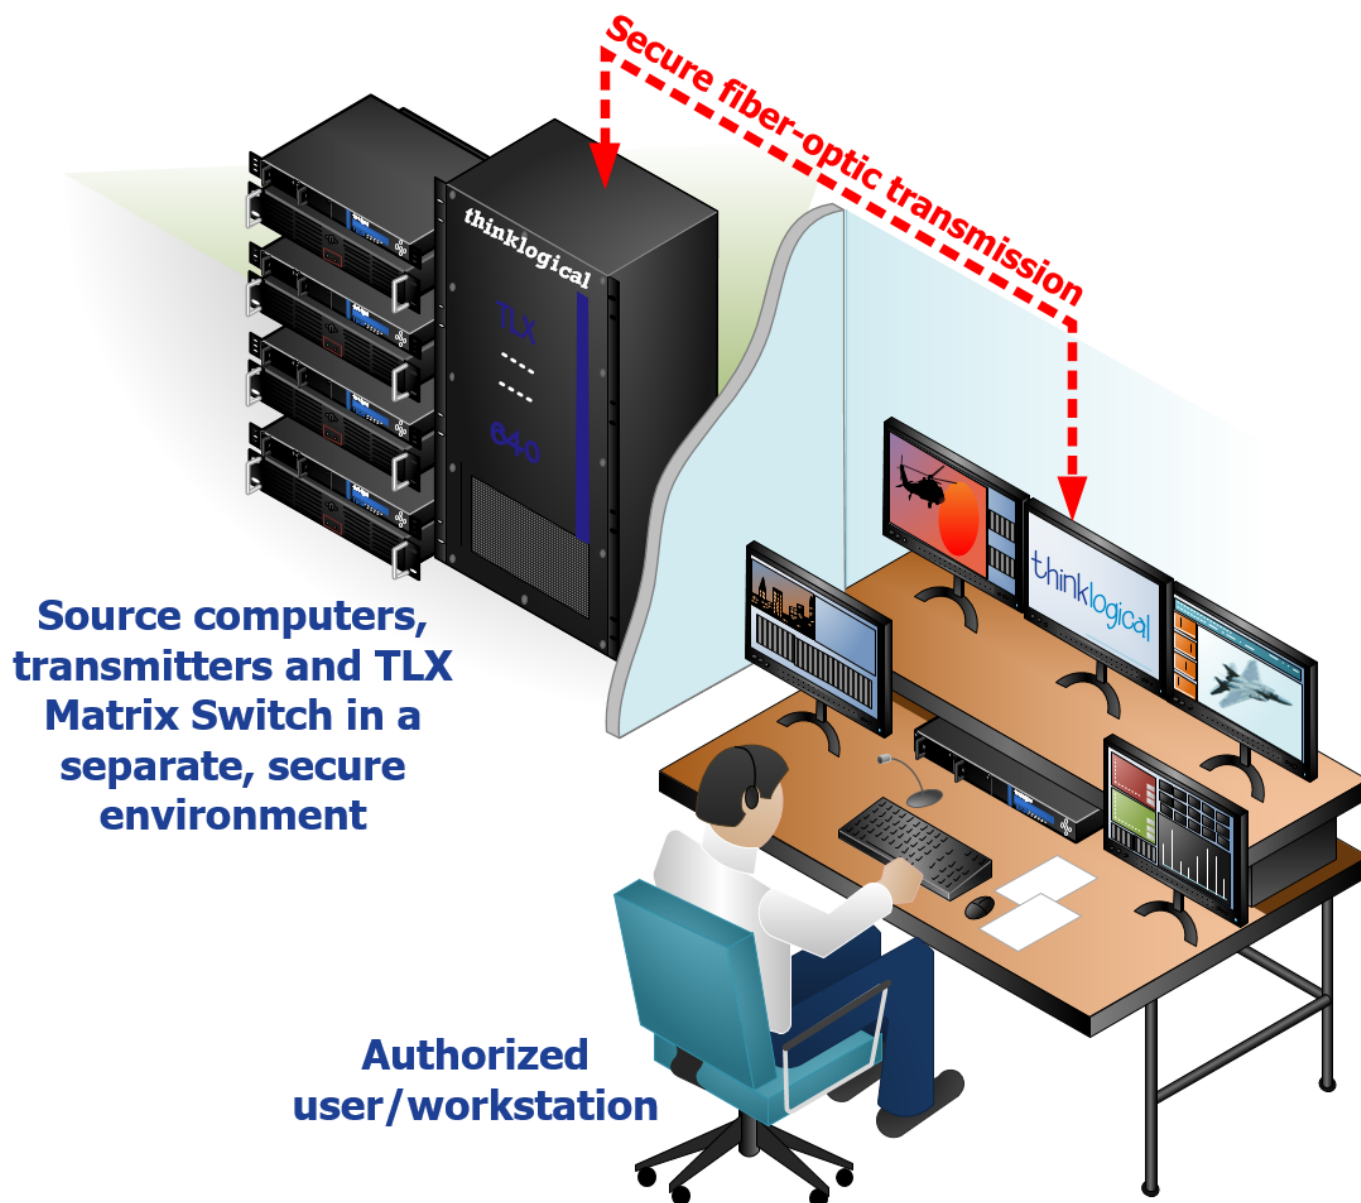 Secure fiber-optic transmission
thinklogical
TLX
640
thinklogical
Source computers,
transmitters and TLX
Matrix Switch in a
separate, secure
environment
Authorized
user/workstation